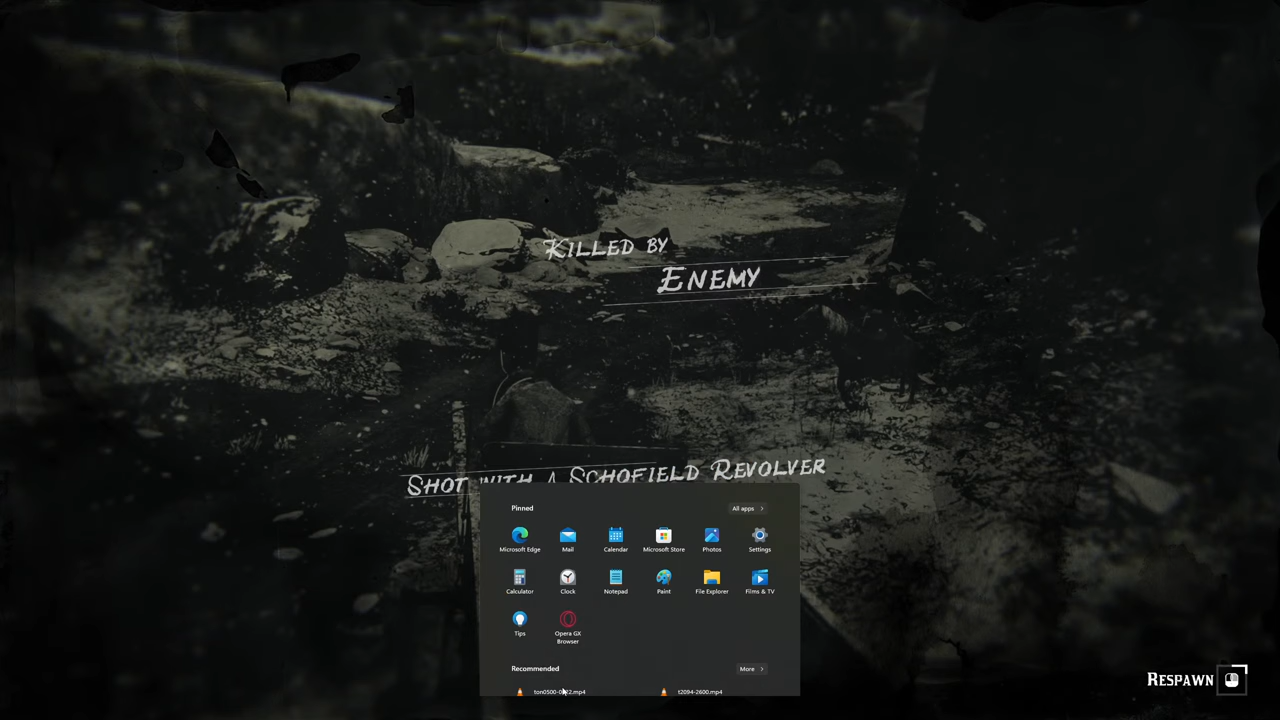 Killed by
Enemy
Shot with a Schofield Revolver
Pinned
All apps
Microsoft Edge
Mail
Calendar
Microsoft Store
Photos
Settings
Calculator
Clock
Notepad
Paint
File Explorer
Films & TV
Tips
Opera GX
Browser
Recommended
More
t2094-2600.mp4
Respawn